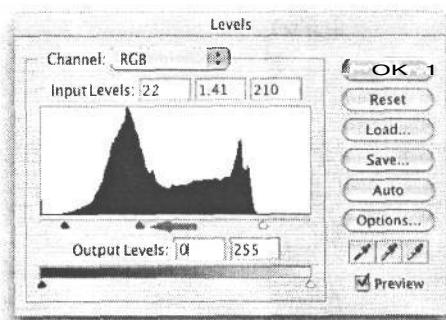 Levels
Channel: RGB
Input Levels: 22 1.41 210
Output Levels: 0 255
OK 1
Reset
Load...
Save...
Auto
Options...
Preview